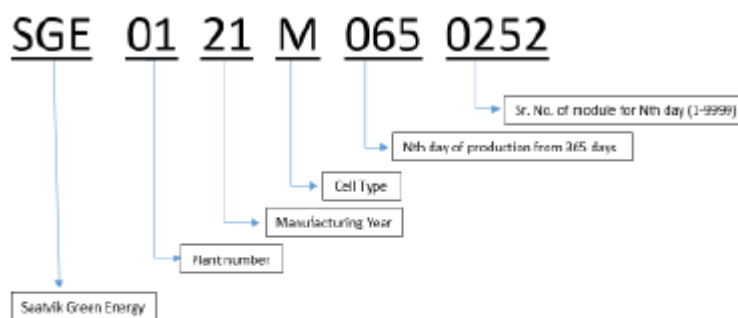 SGE 01 21 M 065 0252
Sr. No. of module for Nth day (1-9999)
Nth day of production from 365 days
Cell Type
Manufacturing Year
Plant number
Saatvik Green Energy